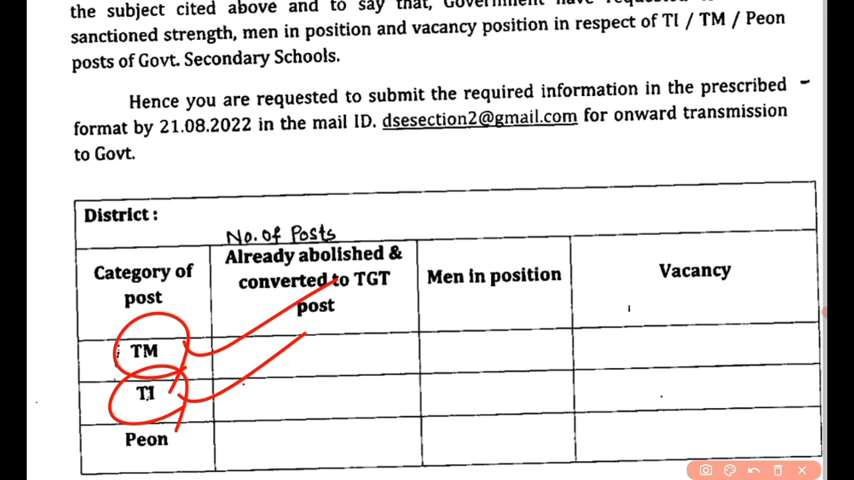 the subject cited above and to say that, Government have requested
sanctioned strength, men in position and vacancy position in respect of TI / TM / Peon
posts of Govt. Secondary Schools.
Hence you are requested to submit the required information in the prescribed
format by 21.08.2022 in the mail ID. dsesection2@gmail.com for onward transmission
to Govt.
District :
No. of Posts
Category of
post
Already abolished &
converted to TGT
post
Men in position
Vacancy
TM
TI
Peon